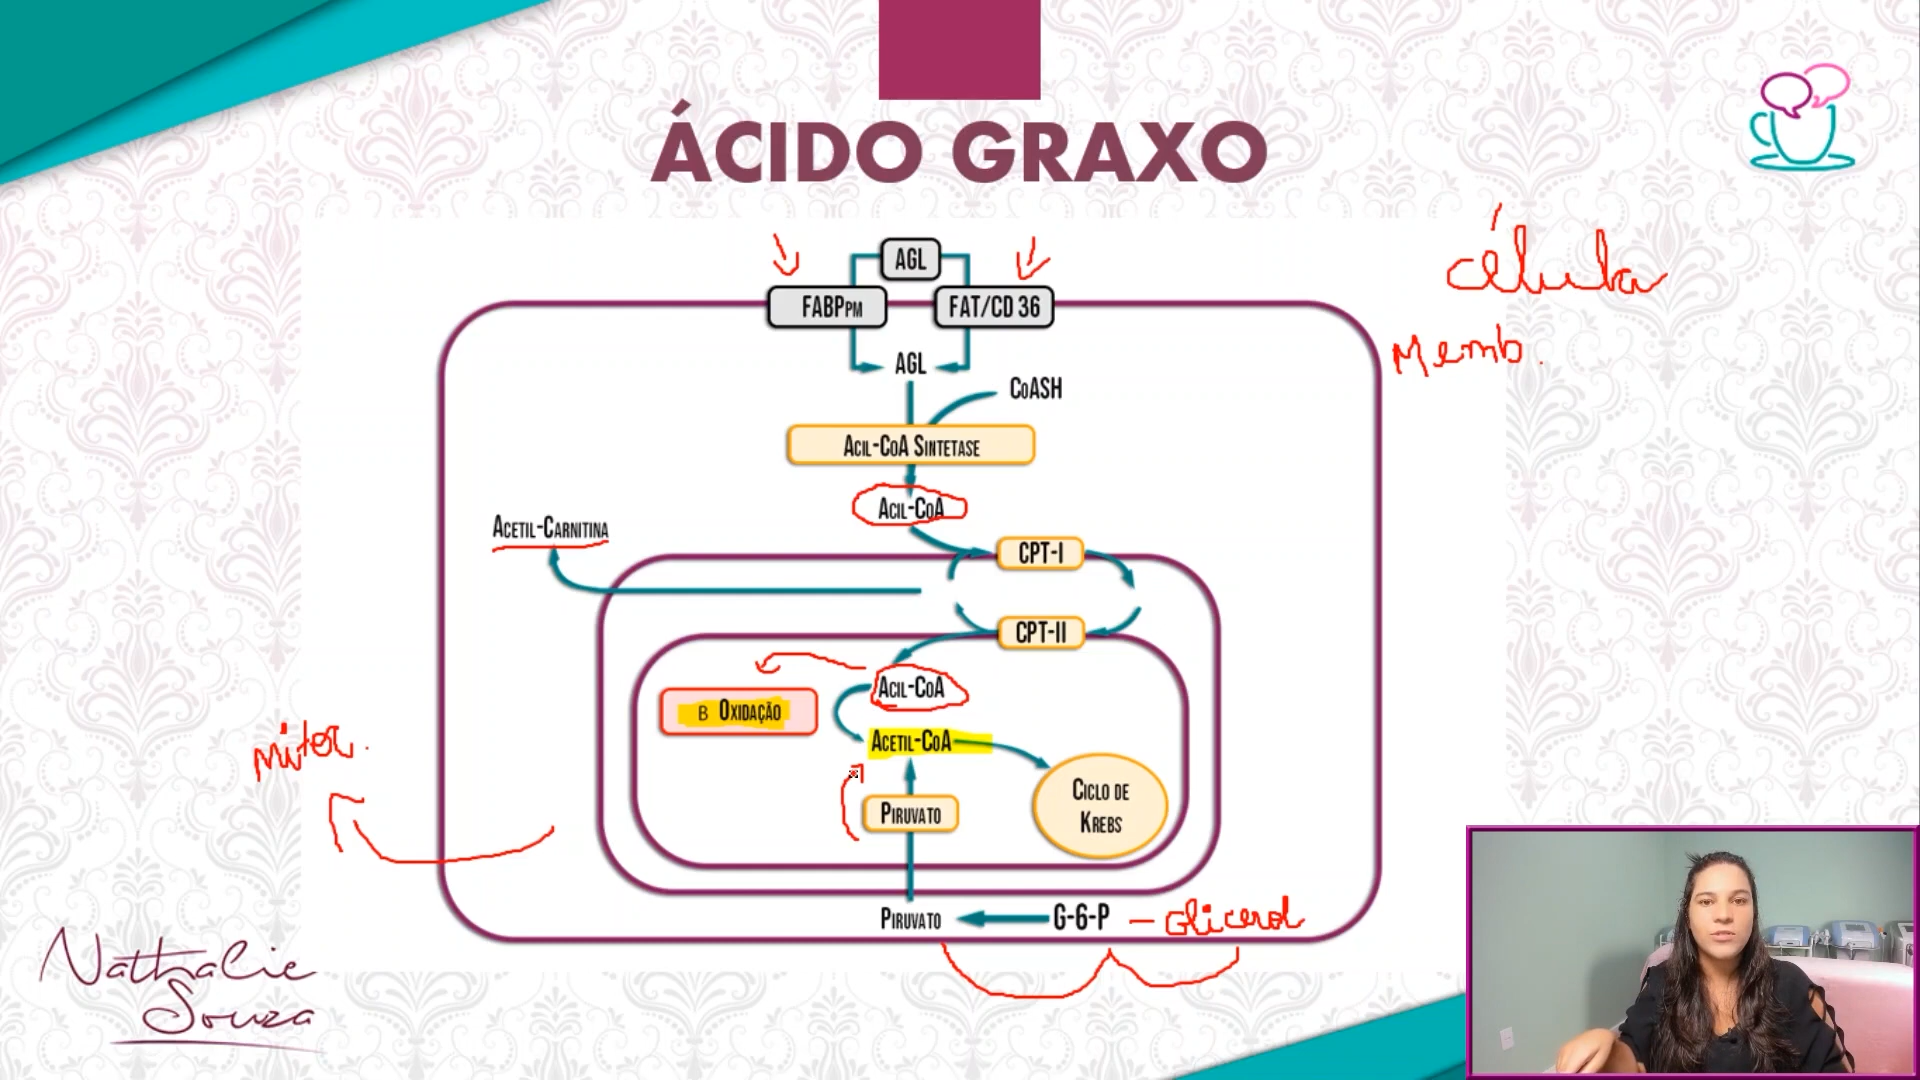 ÁCIDO GRAXO
célula
AGL
FABPPM
FAT/CD 36
Memb.
AGL
CoASH
Acil-CoA Sintetase
Acil-CoA
Acetil-Carnitina
CPT-I
CPT-II
Acil-CoA
B Oxidação
Acetil-CoA
mitoc.
Ciclo de
Krebs
Piruvato
Piruvato
G-6-P – Glicerol
Nathalie
Souza